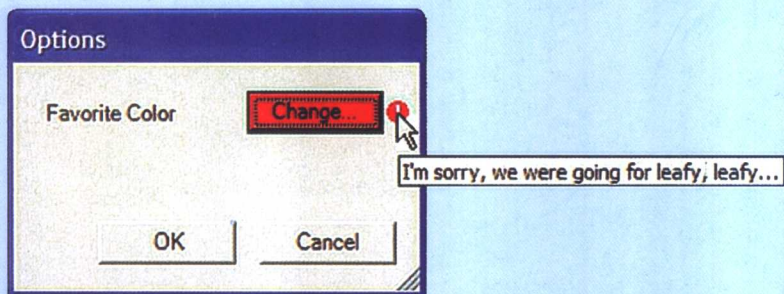 Options
Favorite Color
Change...
I'm sorry, we were going for leafy, leafy...
OK
Cancel